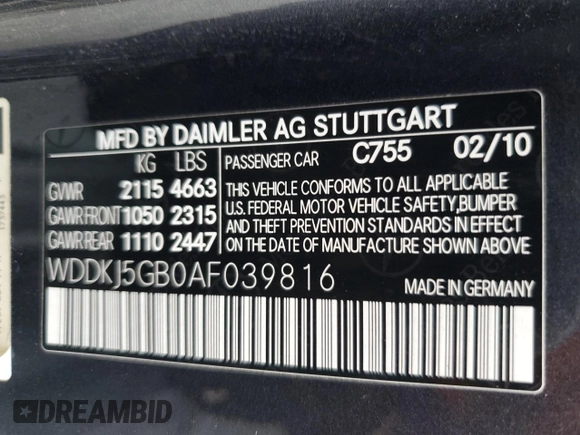 MFD BY DAIMLER AG STUTTGART
KG LBS
GVWR 2115 4663
GAWR FRONT 1050 2315
GAWR REAR 1110 2447
PASSENGER CAR C755 02/10
THIS VEHICLE CONFORMS TO ALL APPLICABLE
U.S. FEDERAL MOTOR VEHICLE SAFETY,BUMPER
AND THEFT PREVENTION STANDARDS IN EFFECT
ON THE DATE OF MANUFACTURE SHOWN ABOVE
WDDKJ5GB0AF039816
MADE IN GERMANY
DREAMBID